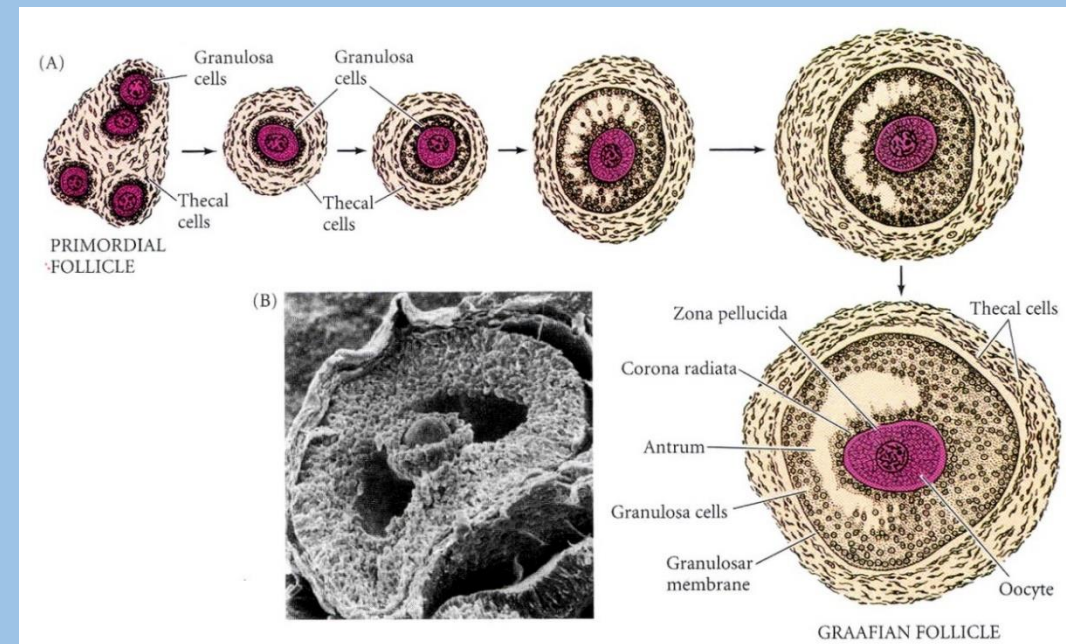 (A)
Granulosa
cells
Granulosa
cells
Thecal
cells
Thecal
cells
PRIMORDIAL
FOLLICLE
(B)
Zona pellucida
Thecal cells
Corona radiata
Antrum
Granulosa cells
Granulosar
membrane
Oocyte
GRAAFIAN FOLLICLE